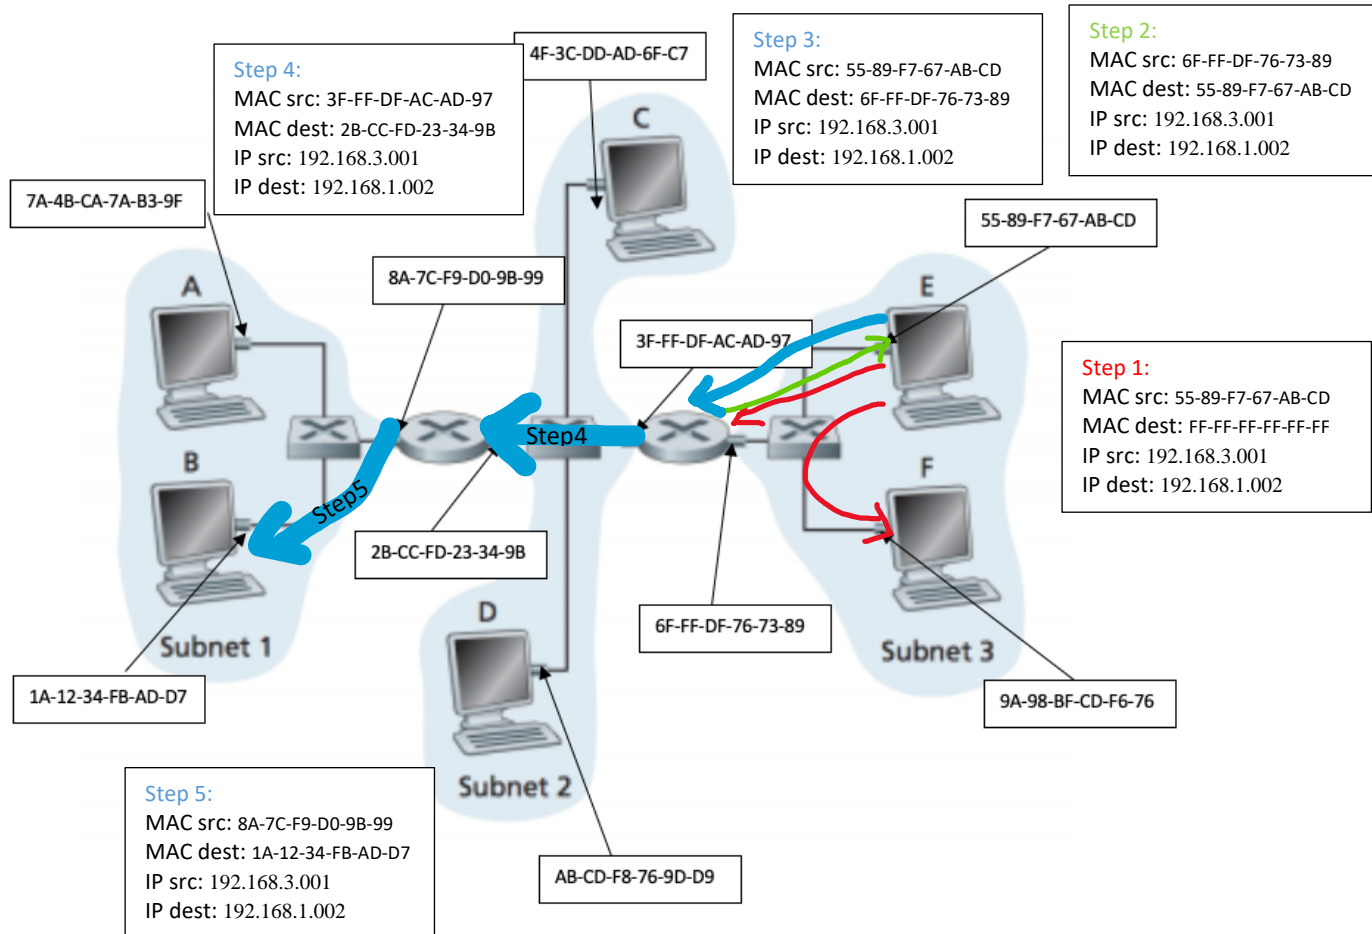 4F-3C-DD-AD-6F-C7
Step 4:
MAC src: 3F-FF-DF-AC-AD-97
MAC dest: 2B-CC-FD-23-34-9B
IP src: 192.168.3.001
IP dest: 192.168.1.002
Step 3:
MAC src: 55-89-F7-67-AB-CD
MAC dest: 6F-FF-DF-76-73-89
IP src: 192.168.3.001
IP dest: 192.168.1.002
Step 2:
MAC src: 6F-FF-DF-76-73-89
MAC dest: 55-89-F7-67-AB-CD
IP src: 192.168.3.001
IP dest: 192.168.1.002
C
7A-4B-CA-7A-B3-9F
55-89-F7-67-AB-CD
8A-7C-F9-D0-9B-99
A
E
3F-FF-DF-AC-AD-97
Step 1:
MAC src: 55-89-F7-67-AB-CD
MAC dest: FF-FF-FF-FF-FF-FF
IP src: 192.168.3.001
IP dest: 192.168.1.002
Step4
B
F
Step5
2B-CC-FD-23-34-9B
D
6F-FF-DF-76-73-89
Subnet 1
Subnet 3
1A-12-34-FB-AD-D7
9A-98-BF-CD-F6-76
Subnet 2
Step 5:
MAC src: 8A-7C-F9-D0-9B-99
MAC dest: 1A-12-34-FB-AD-D7
IP src: 192.168.3.001
IP dest: 192.168.1.002
AB-CD-F8-76-9D-D9